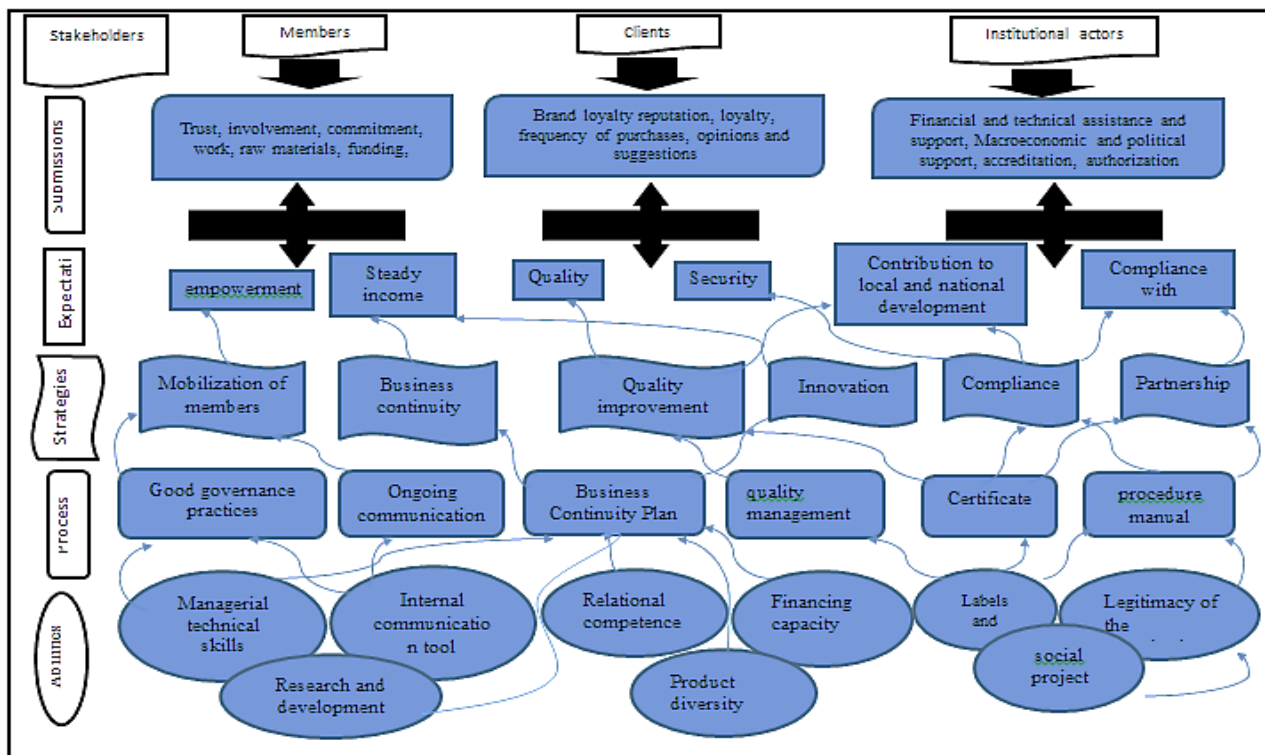 Stakeholders
Members
Clients
Institutional actors
Submissions
Trust, involvement, commitment,
work, raw materials, funding,
Brand loyalty reputation, loyalty,
frequency of purchases, opinions and
suggestions
Financial and technical assistance and
support, Macroeconomic and political
support, accreditation, authorization
Expectati
empowerment
Steady
income
Quality
Security
Contribution to
local and national
development
Compliance
with
Strategies
Mobilization of
members
Business
continuity
Quality
improvement
Innovation
Compliance
Partnership
Process
Good governance
practices
Ongoing
communication
Business
Continuity Plan
quality
management
Certificate
procedure
manual
Managerial
technical
skills
Internal
communicatio
n tool
Relational
competence
Financing
capacity
Labels and
Legitimacy of
the
Research and
development
Product
diversity
social
project